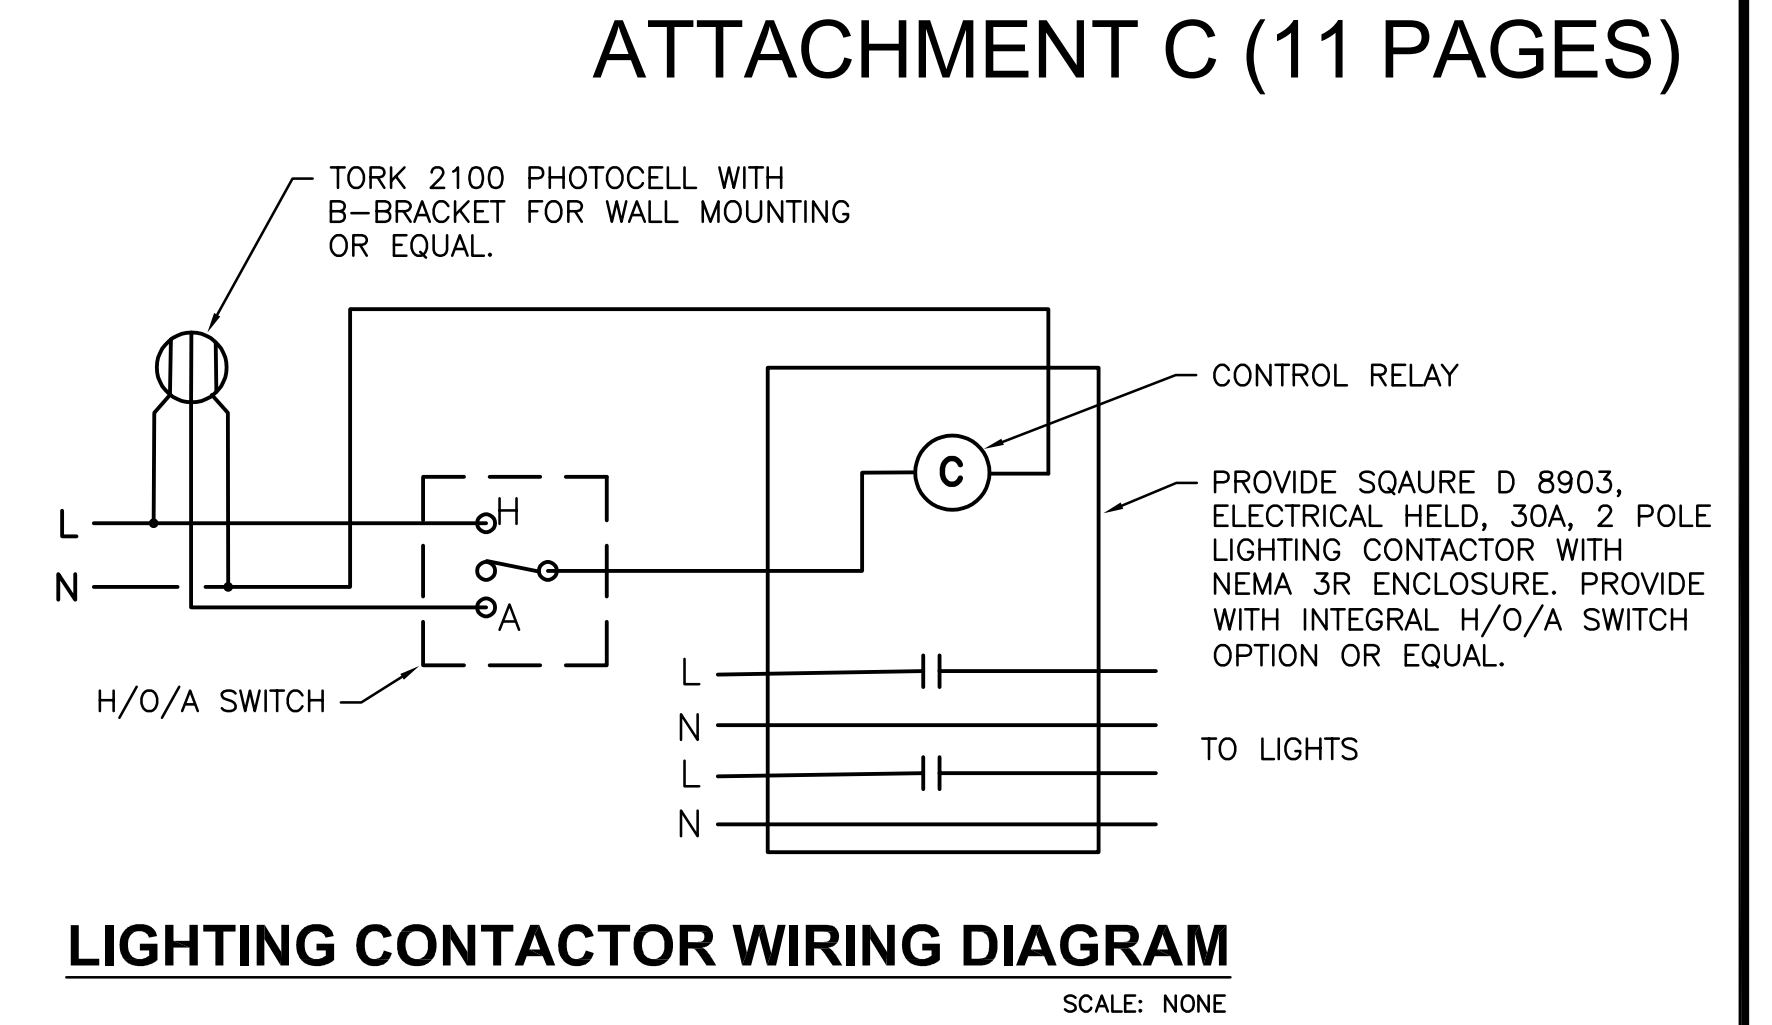 ATTACHMENT C (11 PAGES)
TORK 2100 PHOTOCELL WITH
B-BRACKET FOR WALL MOUNTING
OR EQUAL.
CONTROL RELAY
C
PROVIDE SQAURE D 8903,
ELECTRICAL HELD, 30A, 2 POLE
LIGHTING CONTACTOR WITH
NEMA 3R ENCLOSURE. PROVIDE
WITH INTEGRAL H/O/A SWITCH
OPTION OR EQUAL.
L
H
N
A
H/O/A SWITCH
L
N
L
N
TO LIGHTS
LIGHTING CONTACTOR WIRING DIAGRAM
SCALE: NONE